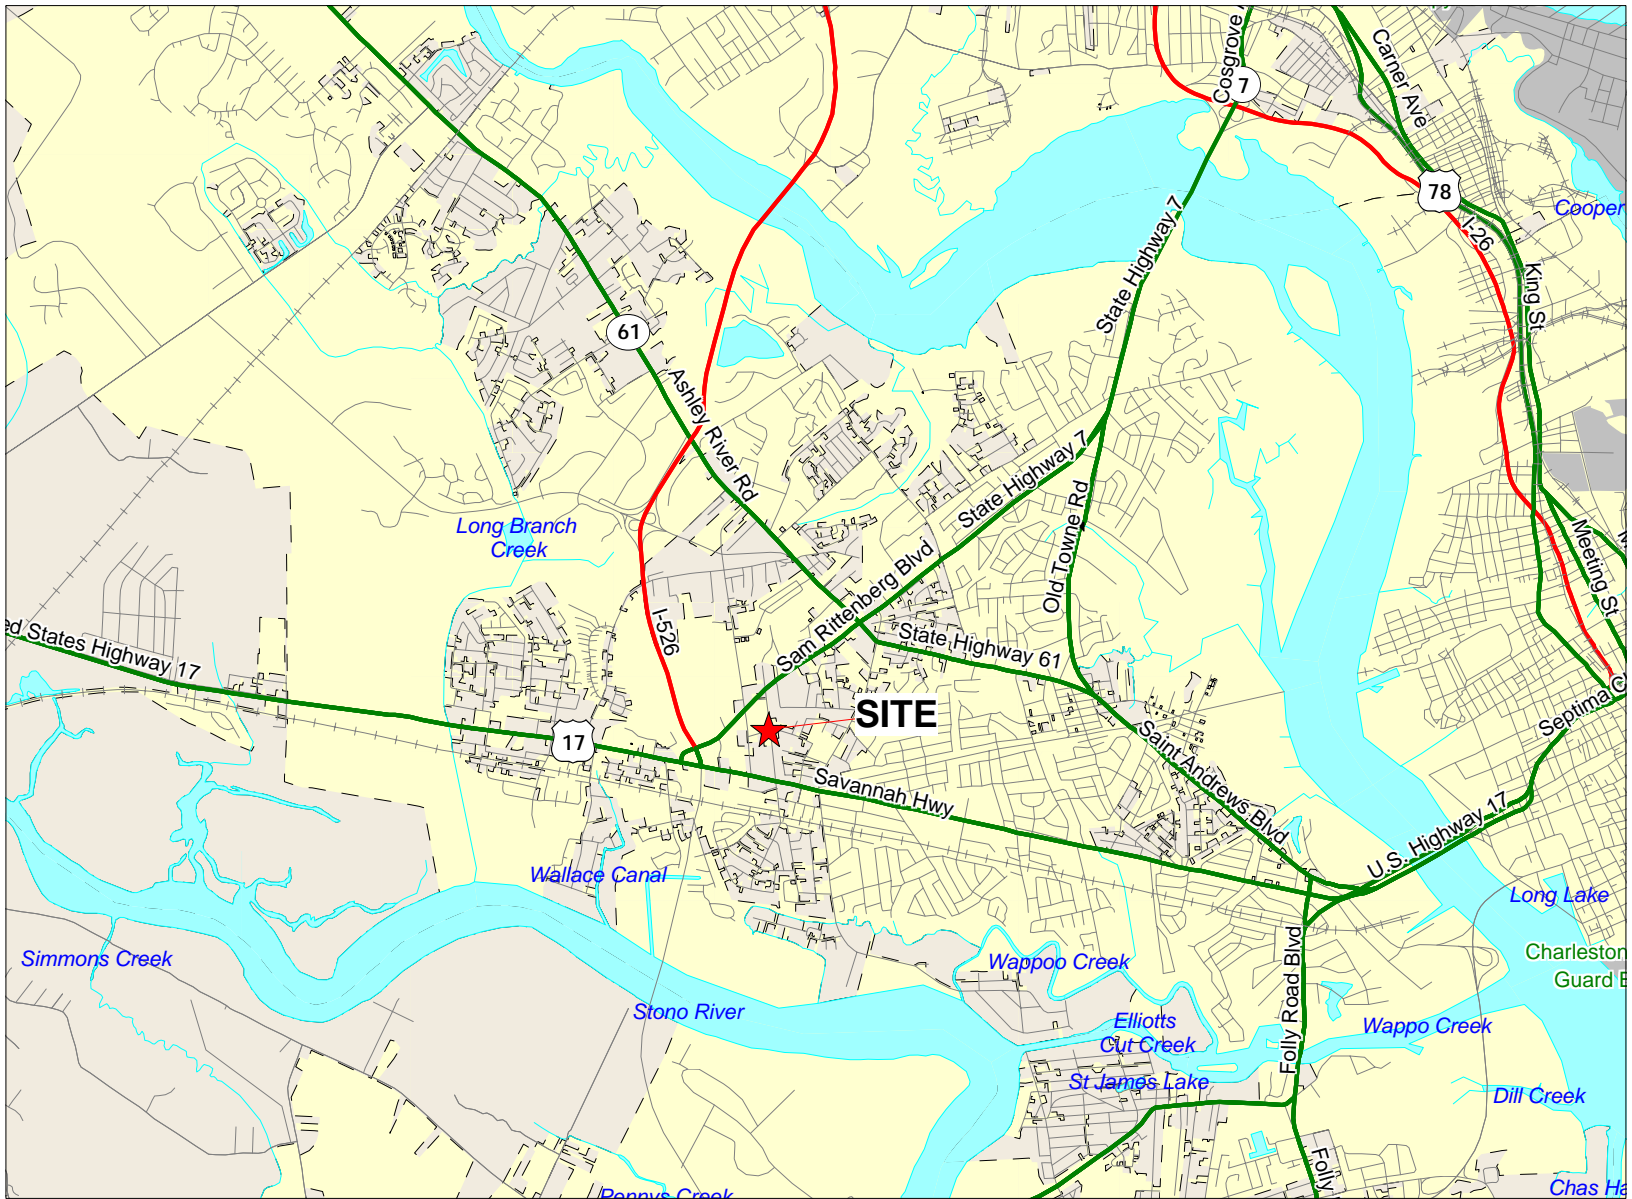 Cosgrove
7
Carner Ave
78
Cooper
I-26
King St
State Highway 7
61
Ashley River Rd
State Highway 7
Long Branch
Creek
Old Towne Rd
Meeting St
Sam Rittenberg Blvd
I-526
State Highway 61
ed States Highway 17
SITE
Septima C
17
Saint Andrews Blvd
Savannah Hwy
U.S. Highway 17
Wallace Canal
Long Lake
Simmons Creek
Wappoo Creek
Charleston
Guard B
Folly Road Blvd
Stono River
Elliotts
Cut Creek
Wappo Creek
St James Lake
Dill Creek
Folly
Pennys Creek
Chas Ha